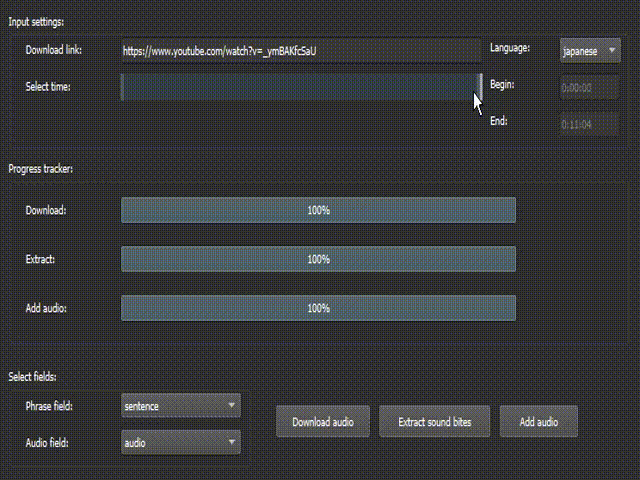 Input settings:
Download link: https://www.youtube.com/watch?v=_ymBAKfcSaU Language: japanese
Select time: Begin: 0:00:00
End: 0:11:04
Progress tracker:
Download: 100%
Extract: 100%
Add audio: 100%
Select fields:
Phrase field: sentence
Download audio Extract sound bites Add audio
Audio field: audio